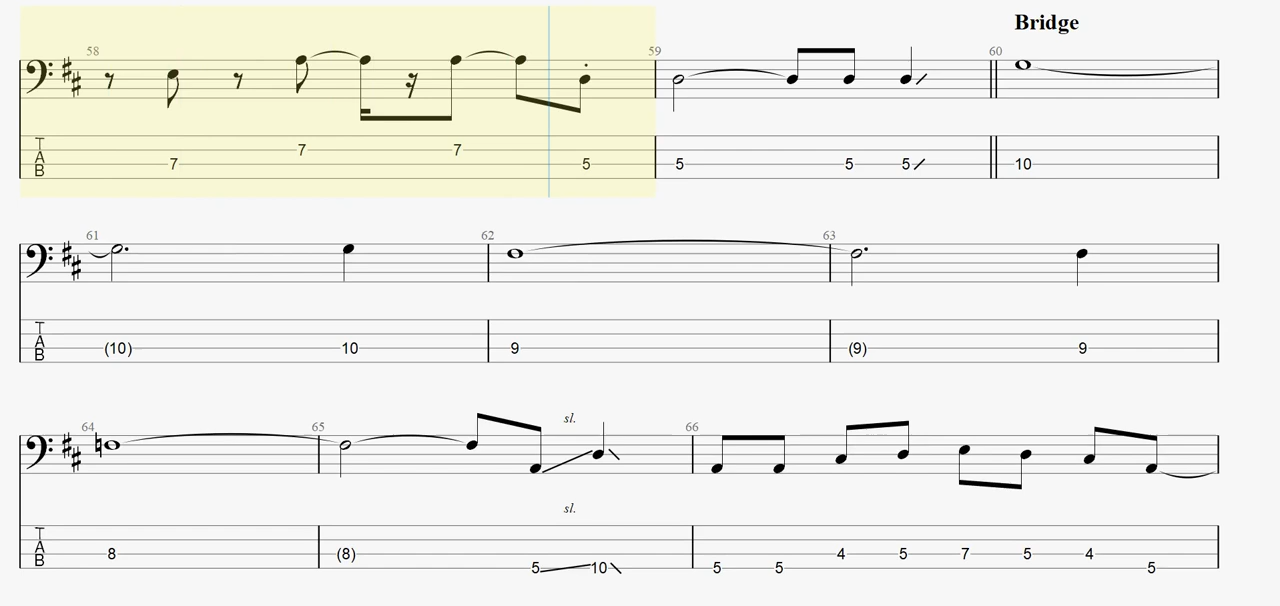 Bridge
58 59 60
T 7 7
A 7 5 5 5 5 10
B
61 62 63
T
A (10) 10 9 (9) 9
B
sl.
64 65 66
sl.
T
A 8 (8) 4 5 7 5 4
B 5 10 5 5 5